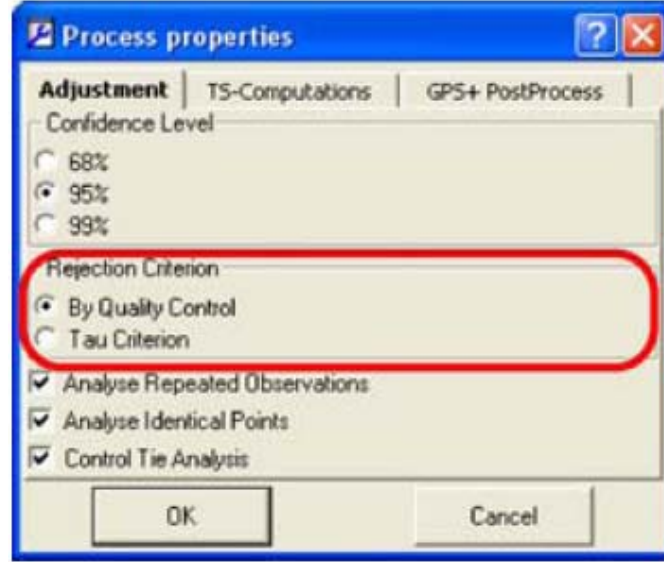 Process properties
Adjustment TS-Computations GPS+ PostProcess
Confidence Level
68%
95%
99%
Rejection Criterion
By Quality Control
Tau Criterion
Analyse Repeated Observations
Analyse Identical Points
Control Tie Analysis
OK Cancel